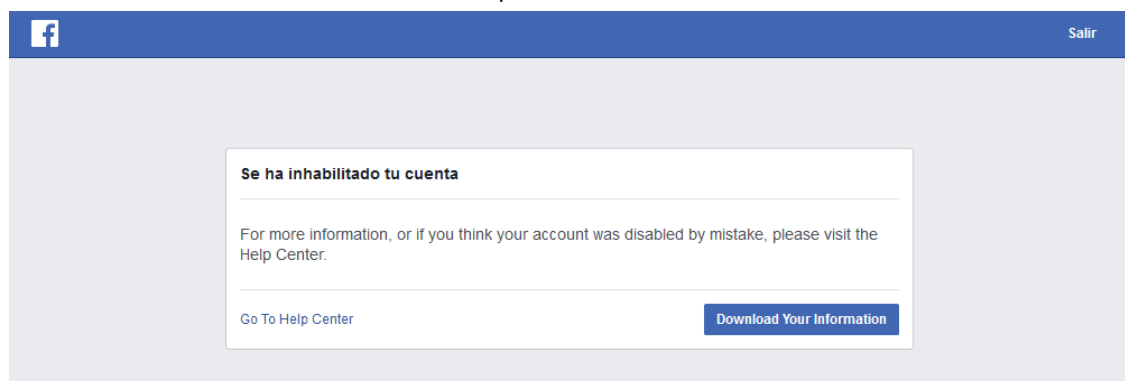 Salir
Se ha inhabilitado tu cuenta
For more information, or if you think your account was disabled by mistake, please visit the
Help Center.
Go To Help Center
Download Your Information